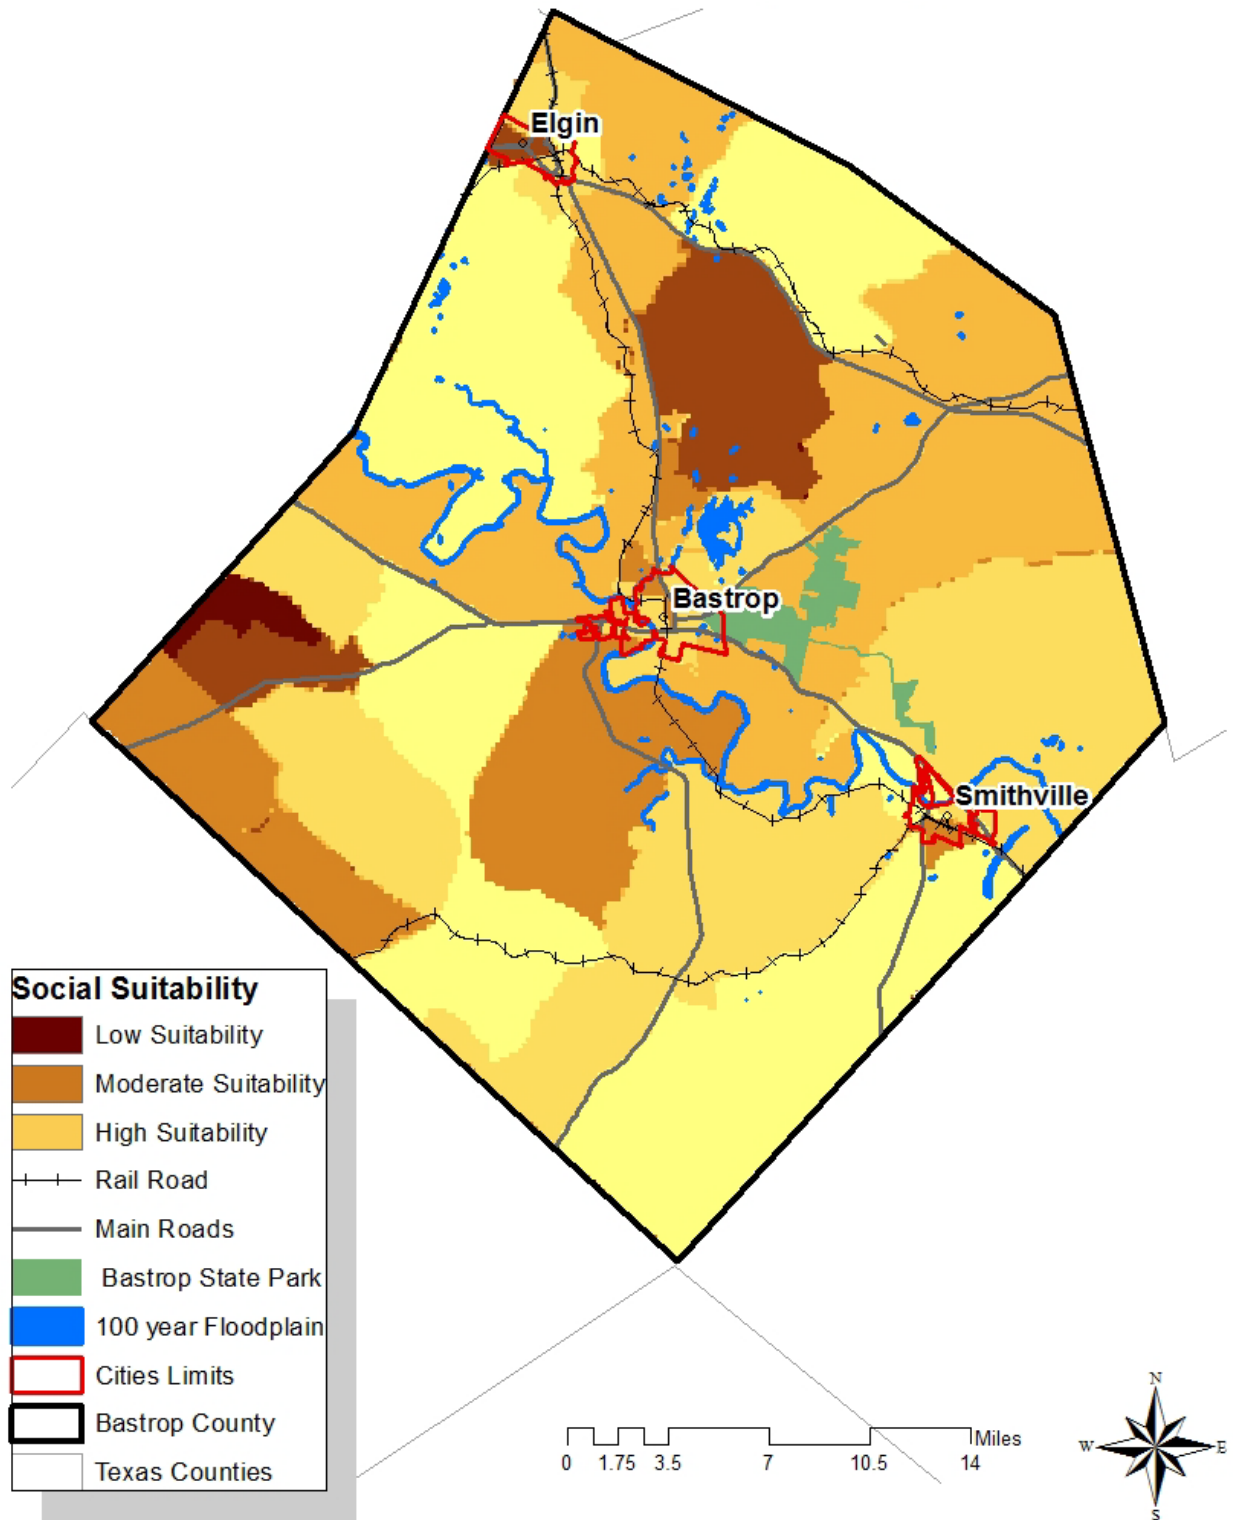 Elgin
Bastrop
Smithville
Social Suitability
Low Suitability
Moderate Suitability
High Suitability
Rail Road
Main Roads
Bastrop State Park
100 year Floodplain
Cities Limits
Bastrop County
Texas Counties
Miles
0 1.75 3.5 7 10.5 14
N
W E
S